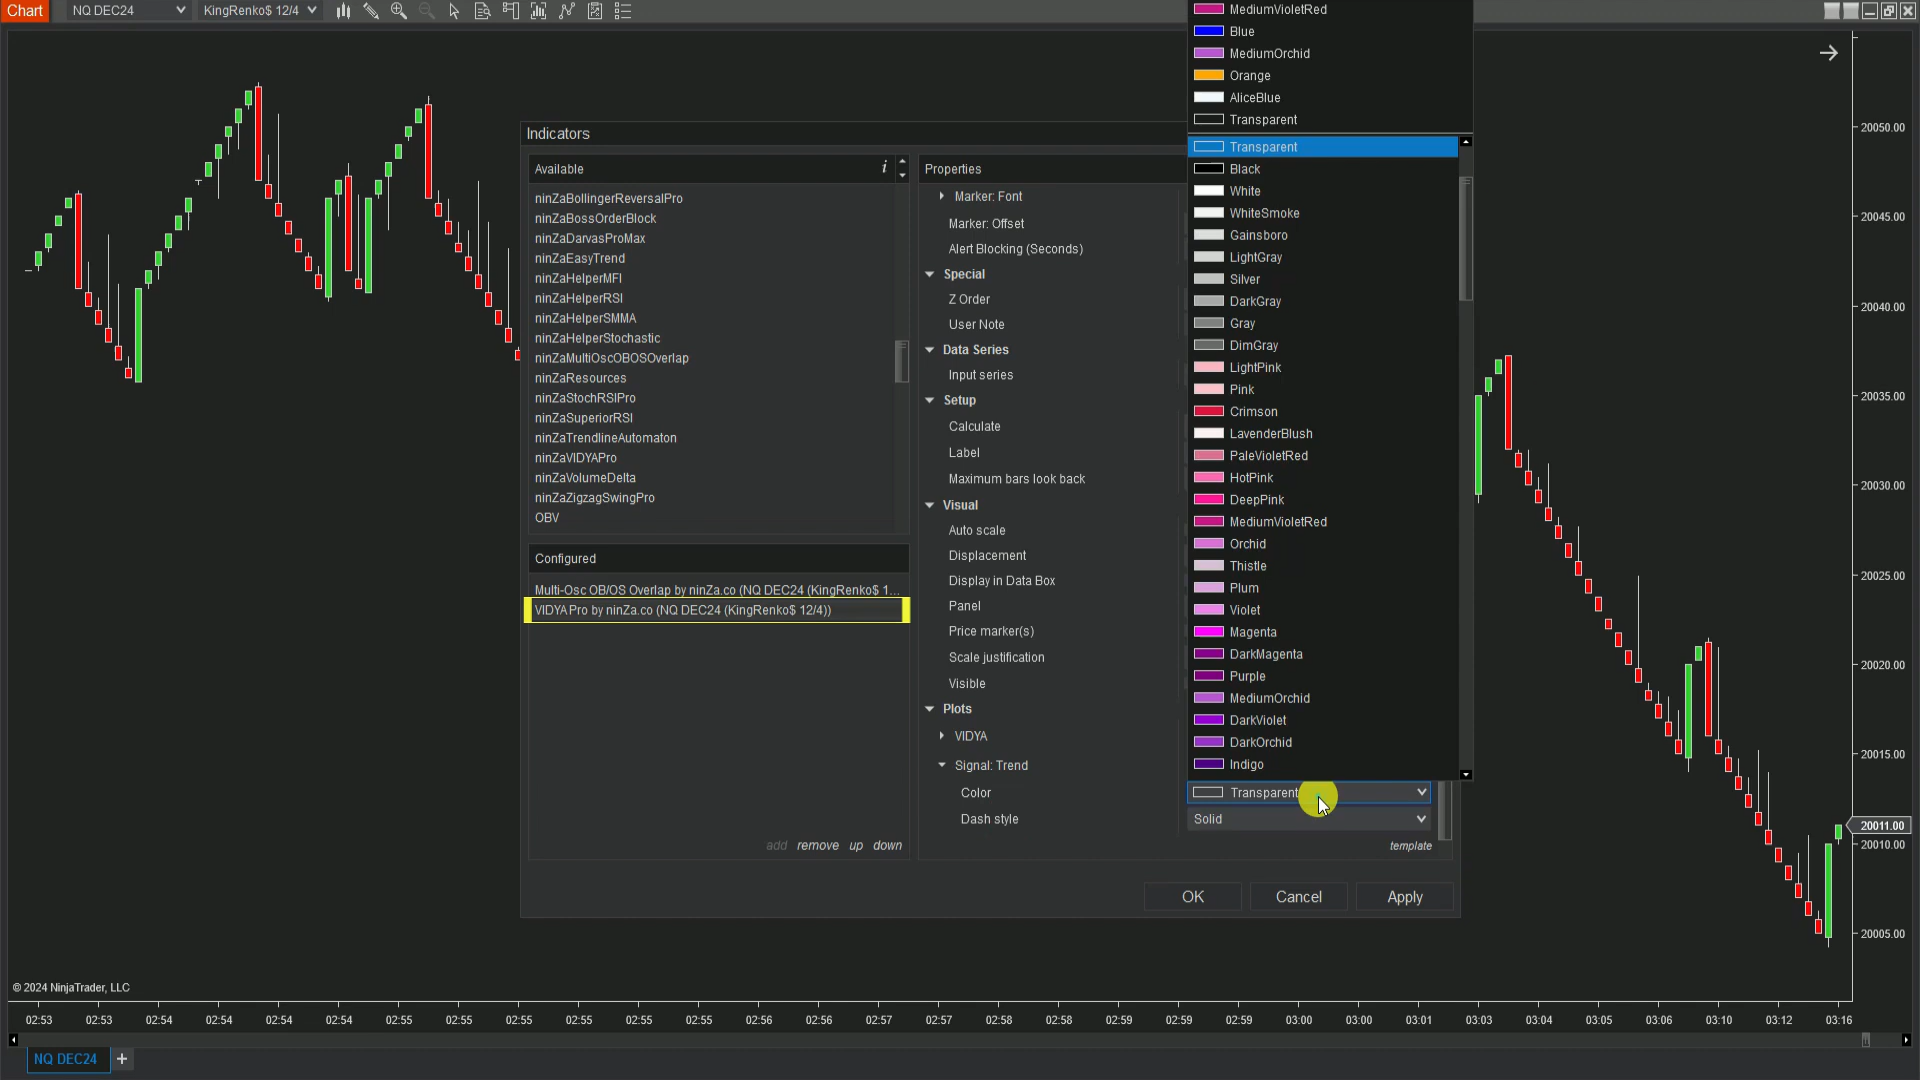 Chart
NQ DEC24
KingRenko$ 12/4
MediumVioletRed
Blue
MediumOrchid
Orange
AliceBlue
Transparent
Transparent
Black
White
WhiteSmoke
Gainsboro
LightGray
Silver
DarkGray
Gray
DimGray
LightPink
Pink
Crimson
LavenderBlush
PaleVioletRed
HotPink
DeepPink
MediumVioletRed
Orchid
Thistle
Plum
Violet
Magenta
DarkMagenta
Purple
MediumOrchid
DarkViolet
DarkOrchid
Indigo
Indicators
Available
i
ninZaBollingerReversalPro
ninZaBossOrderBlock
ninZaDarvasProMax
ninZaEasyTrend
ninZaHelperMFI
ninZaHelperRSI
ninZaHelperSMMA
ninZaHelperStochastic
ninZaMultiOscOBOSOverlap
ninZaResources
ninZaStochRSIPro
ninZaSuperiorRSI
ninZaTrendlineAutomaton
ninZaVIDYAPro
ninZaVolumeDelta
ninZaZigzagSwingPro
OBV
Configured
Multi-Osc OB/OS Overlap by ninZa.co (NQ DEC24 (KingRenko$ 1...
VIDYA Pro by ninZa.co (NQ DEC24 (KingRenko$ 12/4))
add remove up down
Properties
Marker: Font
Marker: Offset
Alert Blocking (Seconds)
Special
Z Order
User Note
Data Series
Input series
Setup
Calculate
Label
Maximum bars look back
Visual
Auto scale
Displacement
Display in Data Box
Panel
Price marker(s)
Scale justification
Visible
Plots
VIDYA
Signal: Trend
Color Transparent
Dash style Solid
template
OK Cancel Apply
20050.00
20045.00
20040.00
20035.00
20030.00
20025.00
20020.00
20015.00
20011.00
20010.00
20005.00
© 2024 NinjaTrader, LLC
02:53 02:53 02:54 02:54 02:54 02:54 02:55 02:55 02:55 02:55 02:55 02:56 02:56 02:57 02:57 02:58 02:58 02:58 02:59 02:59 02:59 03:00 03:00 03:01 03:03 03:04 03:05 03:06 03:10 03:12 03:16
NQ DEC24 +